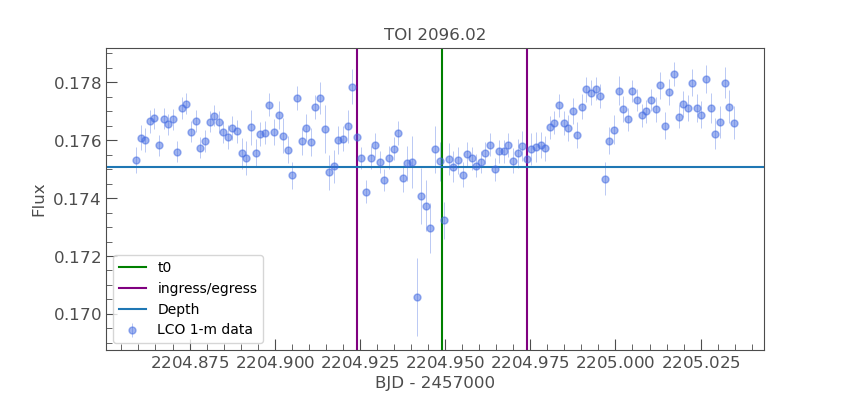 TOI 2096.02
Flux
0.178
0.176
0.174
0.172
0.170
t0
ingress/egress
Depth
LCO 1-m data
2204.875 2204.900 2204.925 2204.950 2204.975 2205.000 2205.025
BJD - 2457000